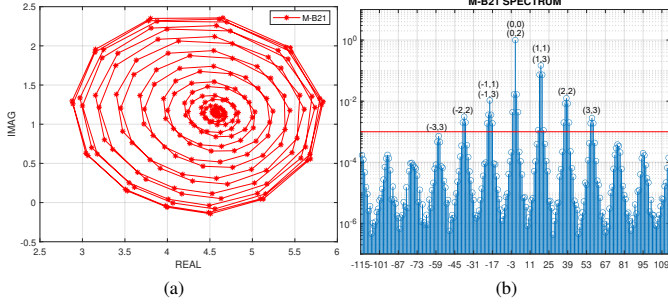 M-B21 SPECTRUM
2.5
2
1.5
1
0.5
0
-0.5
IMAG
M-B21
2.5 3 3.5 4 4.5 5 5.5 6
REAL
(a)
10^0
10^-2
10^-4
10^-6
(0,0)
(0,2)
(1,1)
(1,3)
(-1,1)
(-1,3)
(2,2)
(-2,2)
(3,3)
(-3,3)
-115 -101 -87 -73 -59 -45 -31 -17 -3 11 25 39 53 67 81 95 109
(b)